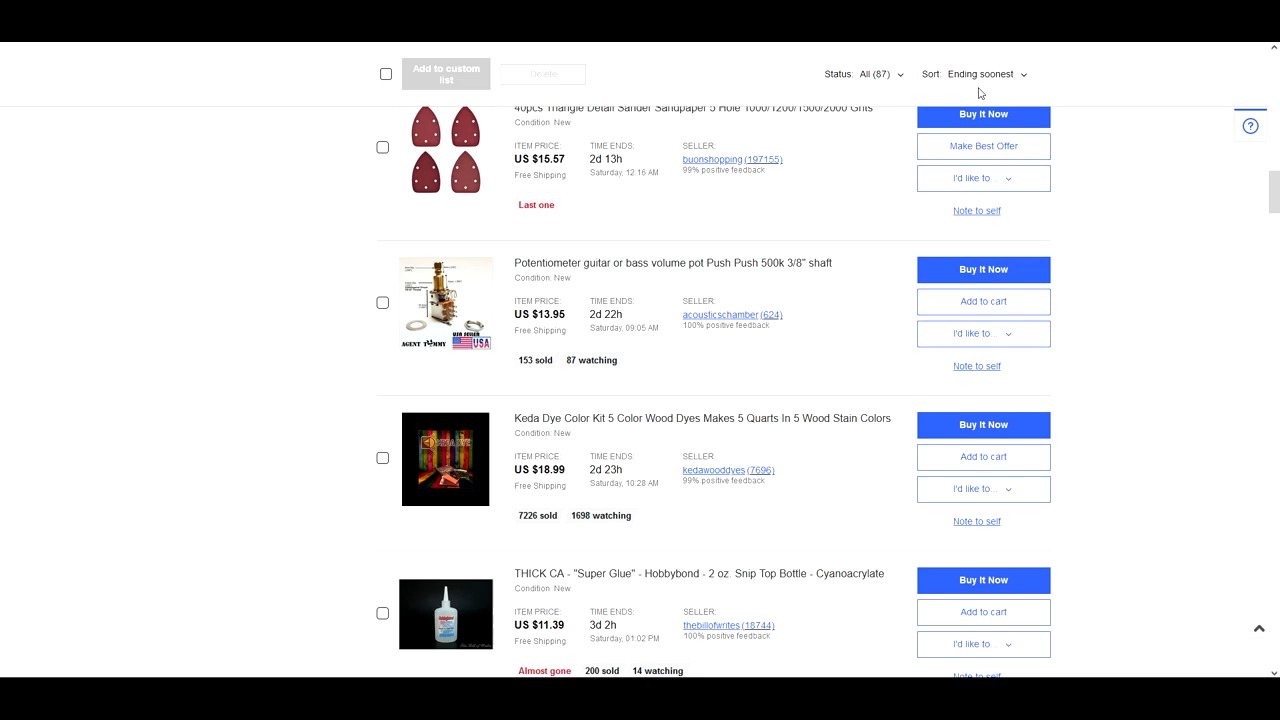 Add to custom list
Delete
Status: All (87)
Sort: Ending soonest
40pcs Triangle Detail Sander Sandpaper 5 Hole 1000/1200/1500/2000 Grits
Condition: New
ITEM PRICE:
US $15.57
Free Shipping
TIME ENDS:
2d 13h
Saturday, 12:16 AM
SELLER:
buonshopping (197155)
99% positive feedback
Last one
Buy It Now
Make Best Offer
I'd like to...
Note to self
Potentiometer guitar or bass volume pot Push Push 500k 3/8" shaft
Condition: New
ITEM PRICE:
US $13.95
Free Shipping
TIME ENDS:
2d 22h
Saturday, 09:05 AM
SELLER:
acousticschamber (624)
100% positive feedback
153 sold
87 watching
AGENT TOMMY
USA SELLER
USA
Buy It Now
Add to cart
I'd like to...
Note to self
Keda Dye Color Kit 5 Color Wood Dyes Makes 5 Quarts In 5 Wood Stain Colors
Condition: New
ITEM PRICE:
US $18.99
Free Shipping
TIME ENDS:
2d 23h
Saturday, 10:28 AM
SELLER:
kedawooddyes (7696)
99% positive feedback
7226 sold
1698 watching
KEDA DYE
Buy It Now
Add to cart
I'd like to...
Note to self
THICK CA - "Super Glue" - Hobbybond - 2 oz. Snip Top Bottle - Cyanoacrylate
Condition: New
ITEM PRICE:
US $11.39
Free Shipping
TIME ENDS:
3d 2h
Saturday, 01:02 PM
SELLER:
thebillofwrites (18744)
100% positive feedback
Almost gone
200 sold
14 watching
Buy It Now
Add to cart
I'd like to...
Note to self